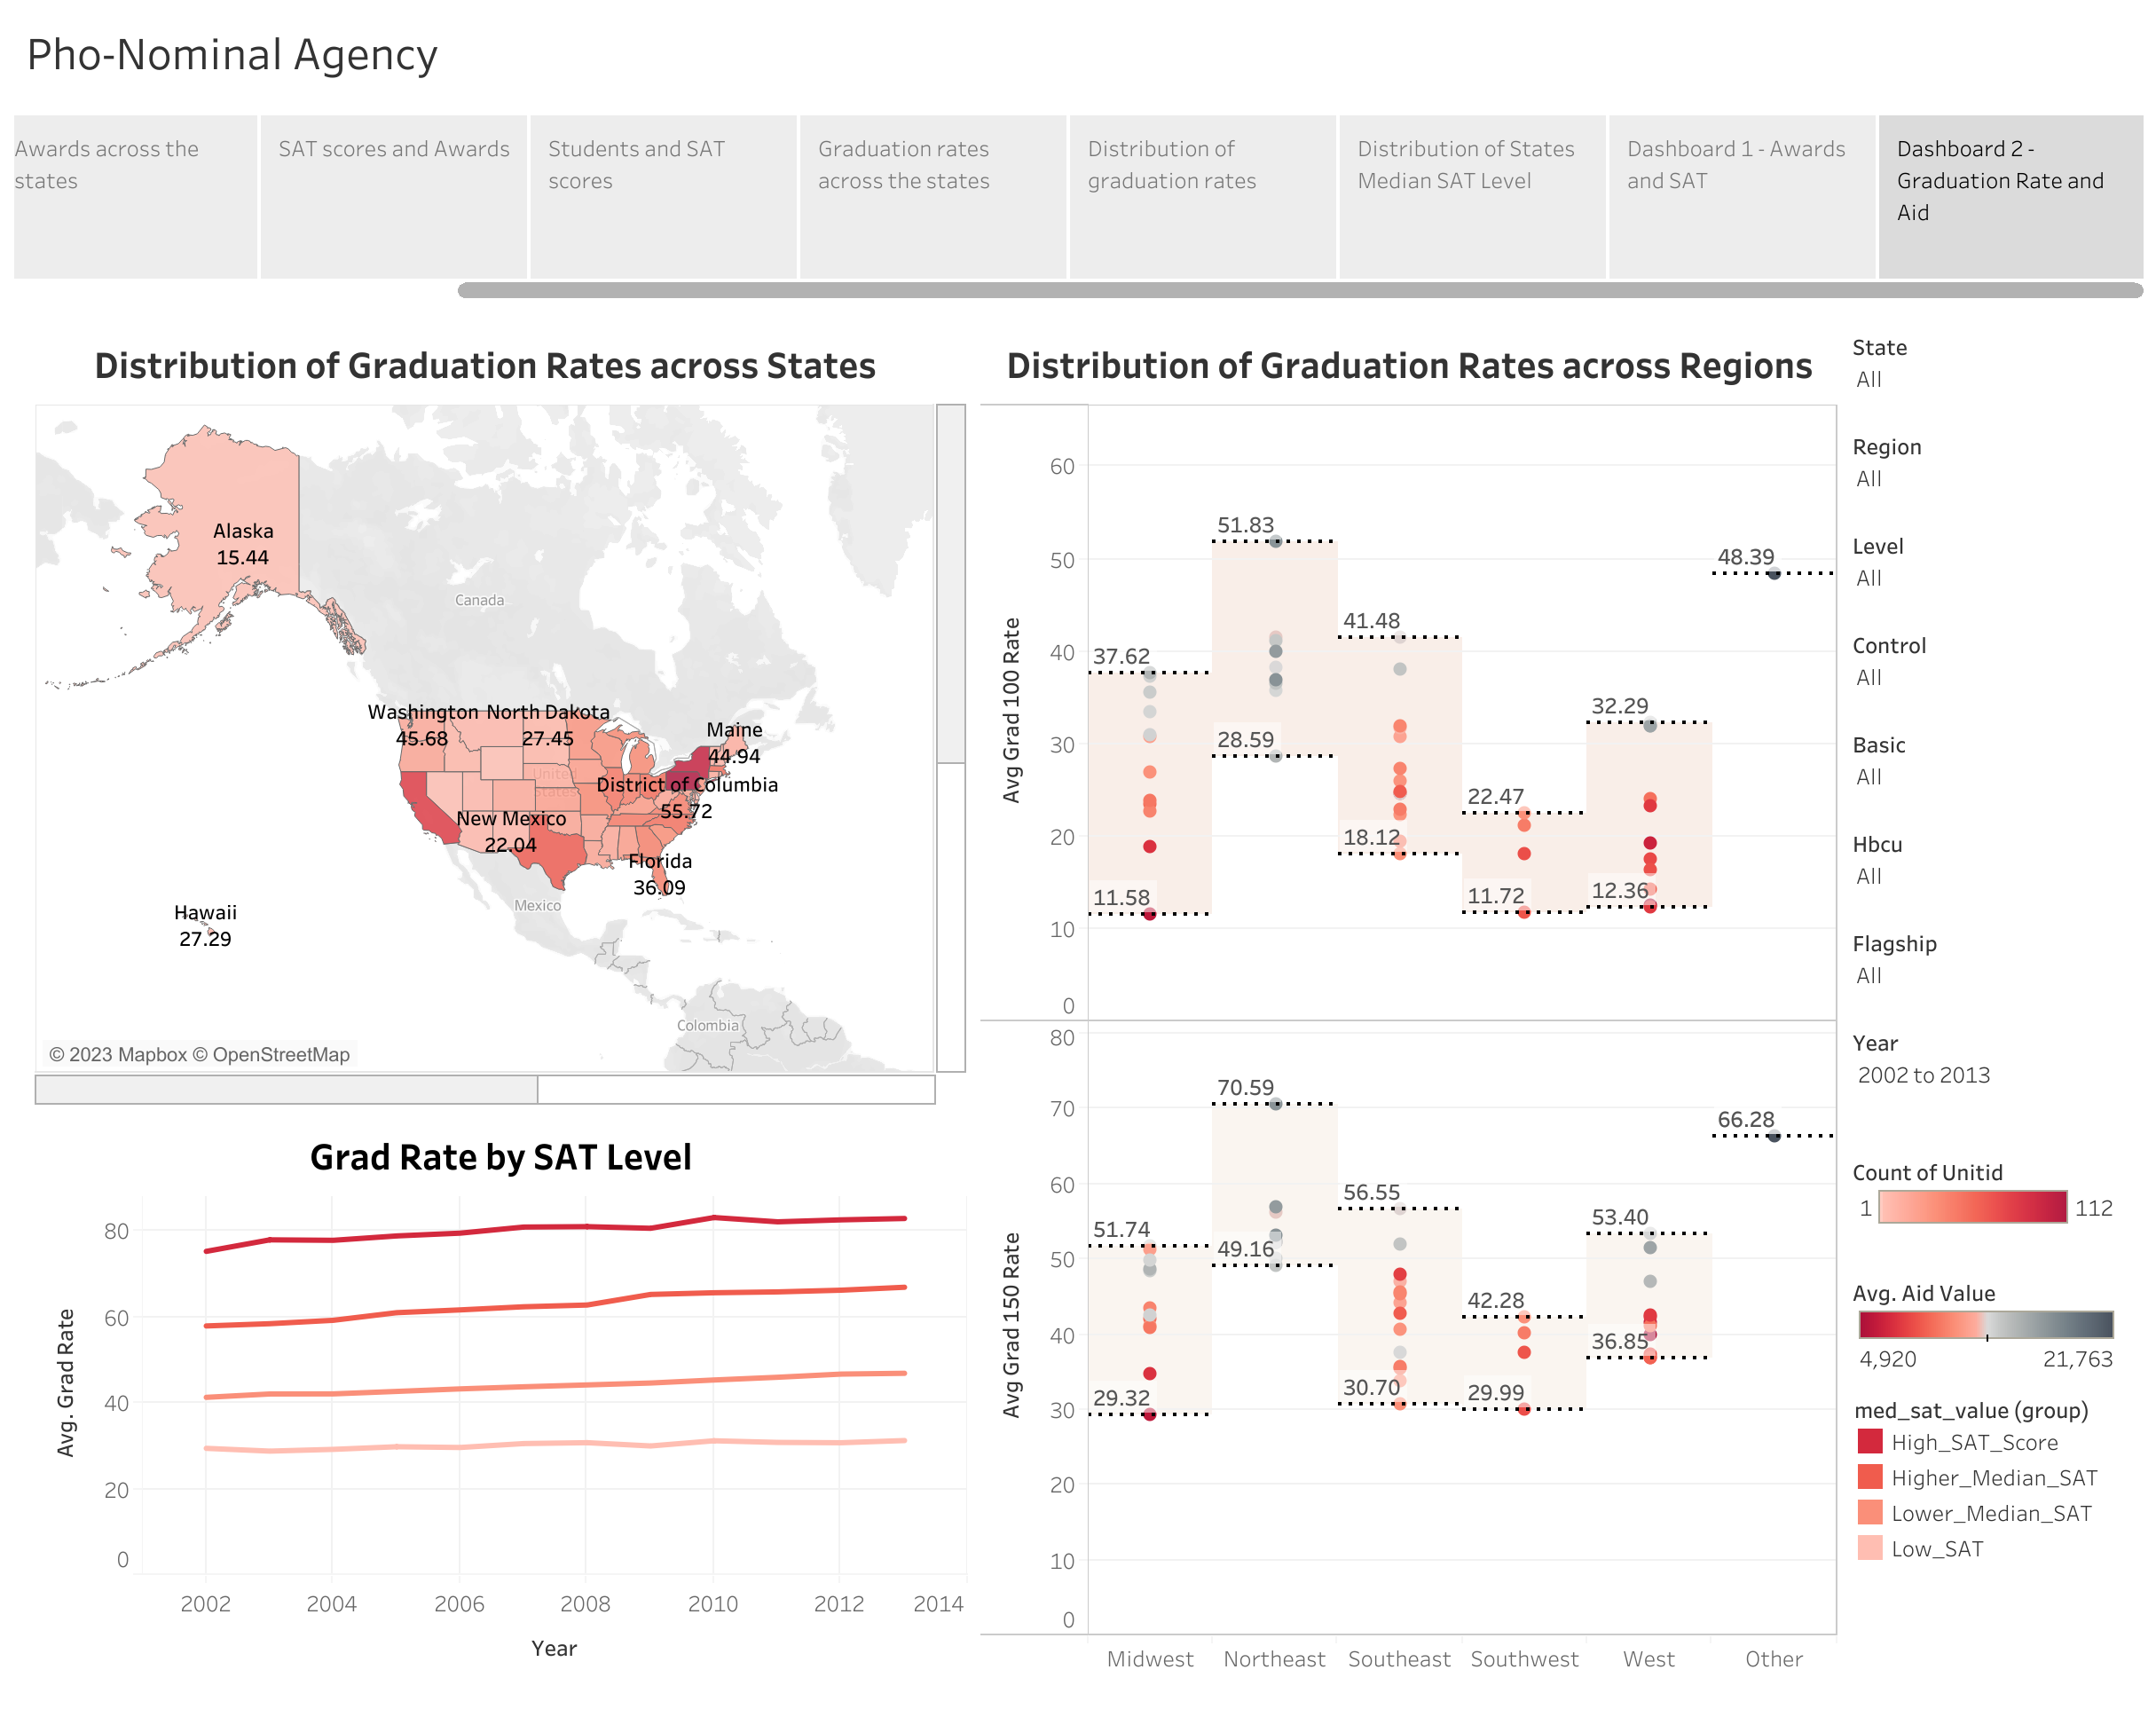 Pho-Nominal Agency
Awards across the
states
SAT scores and Awards
Students and SAT
scores
Graduation rates
across the states
Distribution of
graduation rates
Distribution of States
Median SAT Level
Dashboard 1 - Awards
and SAT
Dashboard 2 -
Graduation Rate and
Aid
Distribution of Graduation Rates across States
Alaska
15.44
Canada
Washington
45.68
North Dakota
27.45
Maine
44.94
United
States
District of Columbia
55.72
New Mexico
22.04
Florida
36.09
Mexico
Hawaii
27.29
Colombia
© 2023 Mapbox © OpenStreetMap
Grad Rate by SAT Level
Avg. Grad Rate
80
60
40
20
0
2002
2004
2006
2008
2010
2012
2014
Year
Distribution of Graduation Rates across Regions
Avg Grad 100 Rate
60
50
40
30
20
10
0
37.62
11.58
51.83
28.59
41.48
18.12
22.47
11.72
32.29
12.36
48.39
Avg Grad 150 Rate
80
70
60
50
40
30
20
10
0
51.74
29.32
70.59
49.16
56.55
30.70
42.28
29.99
53.40
36.85
66.28
Midwest
Northeast
Southeast
Southwest
West
Other
State
All
Region
All
Level
All
Control
All
Basic
All
Hbcu
All
Flagship
All
Year
2002 to 2013
Count of Unitid
1
112
Avg. Aid Value
4,920
21,763
med_sat_value (group)
High_SAT_Score
Higher_Median_SAT
Lower_Median_SAT
Low_SAT